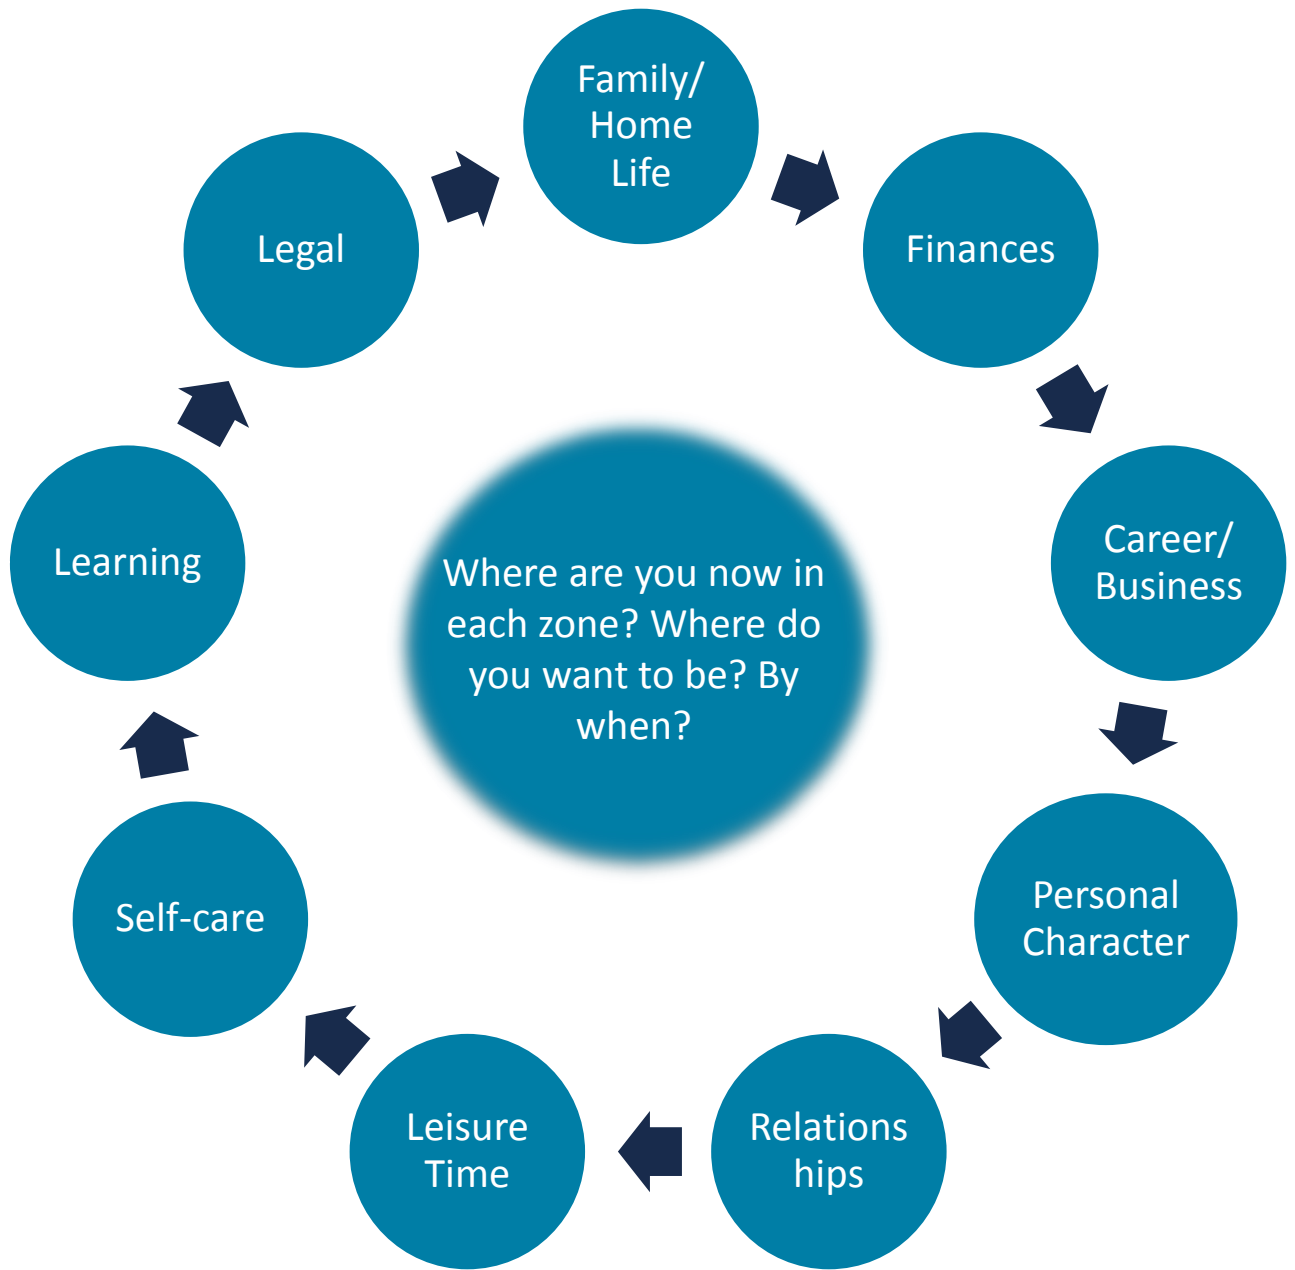 Family/
Home
Life
Finances
Career/
Business
Personal
Character
Relations
hips
Leisure
Time
Self-care
Learning
Legal
Where are you now in
each zone? Where do
you want to be? By
when?